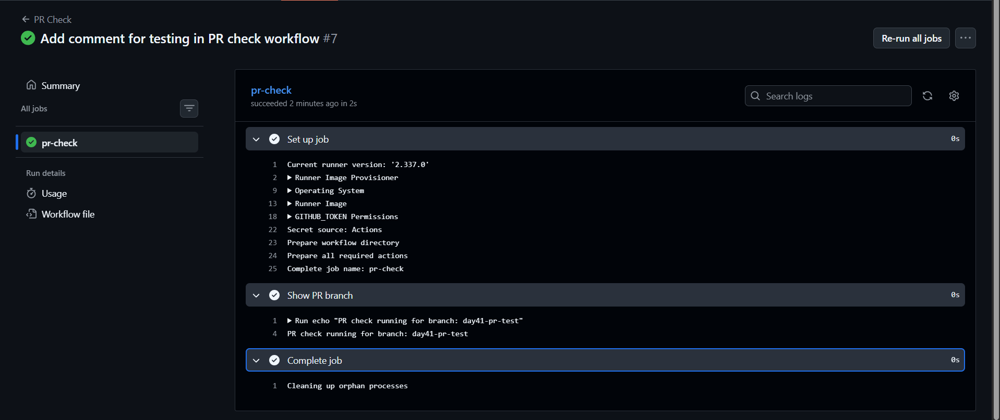 PR Check
Add comment for testing in PR check workflow #7
Re-run all jobs
Summary
All jobs
pr-check
Run details
Usage
Workflow file
pr-check
succeeded 2 minutes ago in 2s
Search logs
Set up job 0s
1 Current runner version: '2.337.0'
2 Runner Image Provisioner
9 Operating System
13 Runner Image
18 GITHUB_TOKEN Permissions
22 Secret source: Actions
23 Prepare workflow directory
24 Prepare all required actions
25 Complete job name: pr-check
Show PR branch 0s
1 Run echo "PR check running for branch: day41-pr-test"
4 PR check running for branch: day41-pr-test
Complete job 0s
1 Cleaning up orphan processes